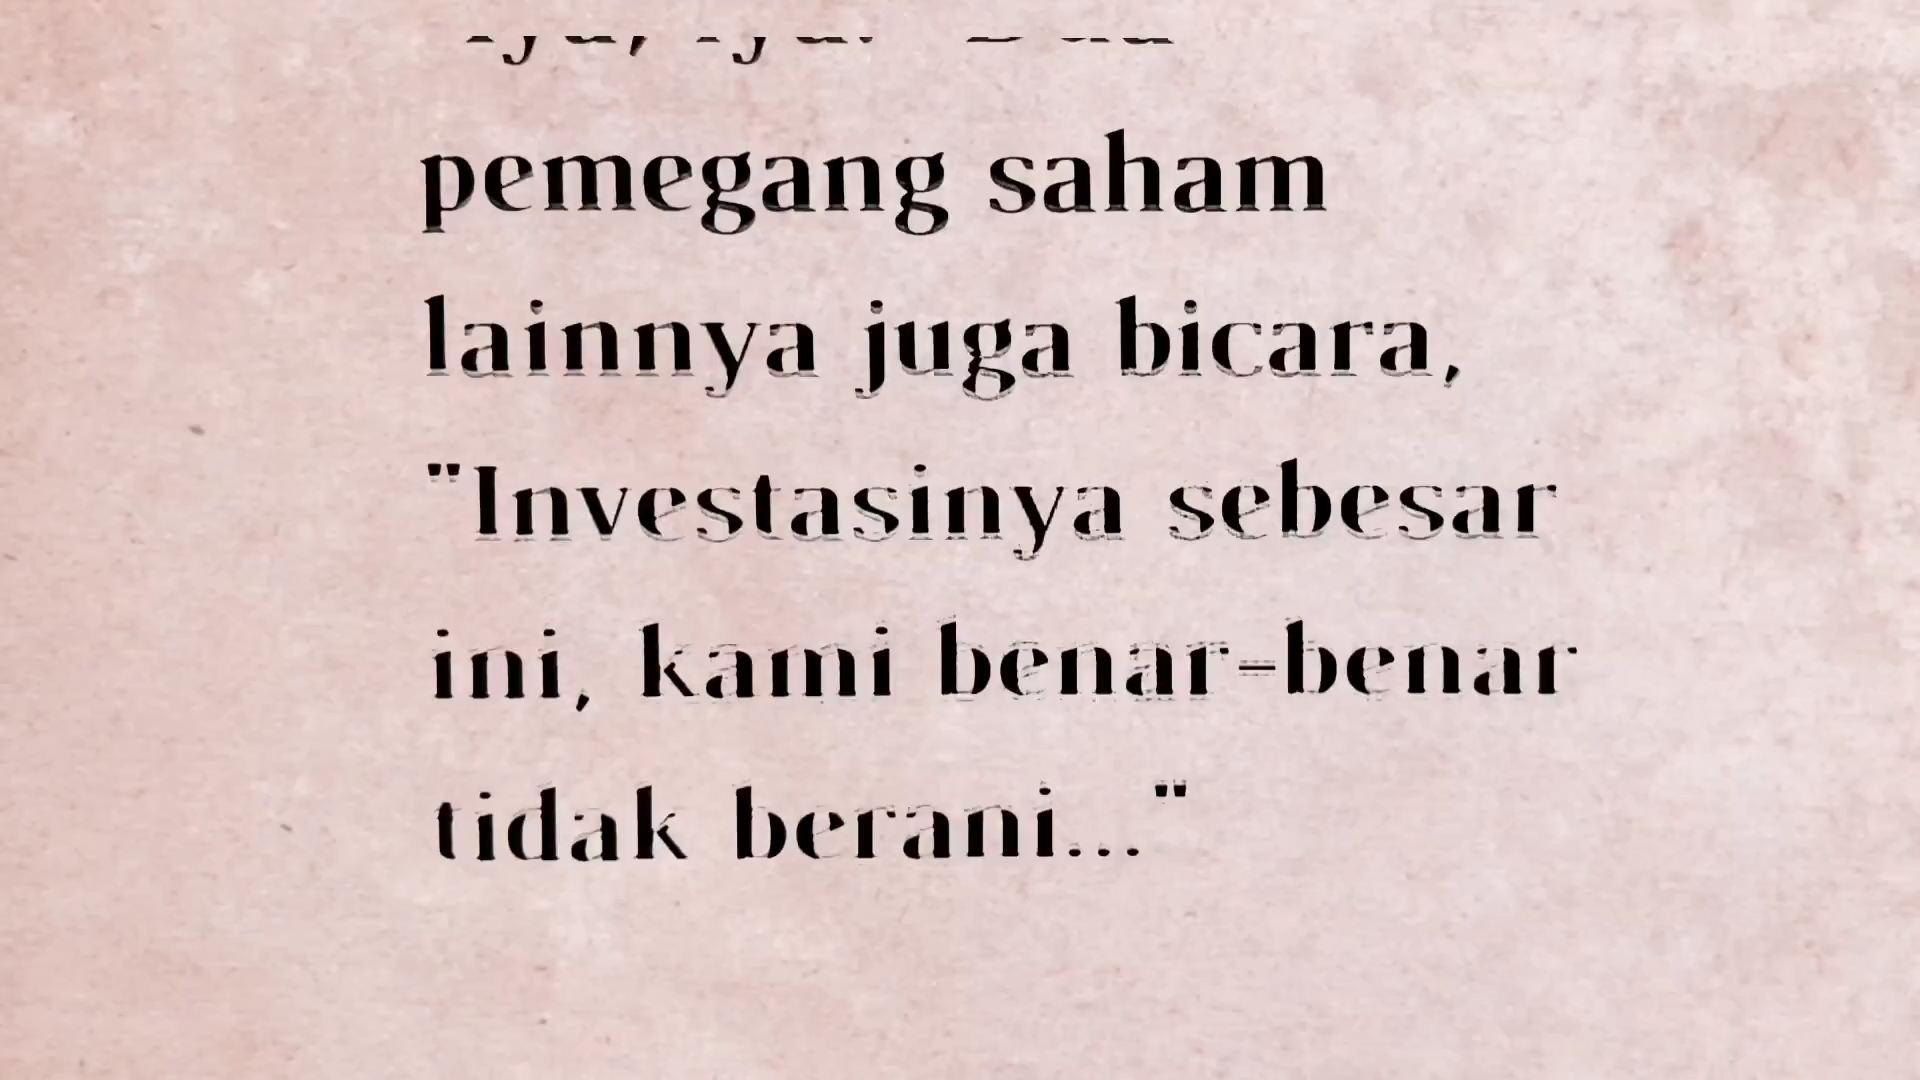 pemegang saham
lainnya juga bicara,
"Investasinya sebesar
ini, kami benar-benar
tidak berani..."